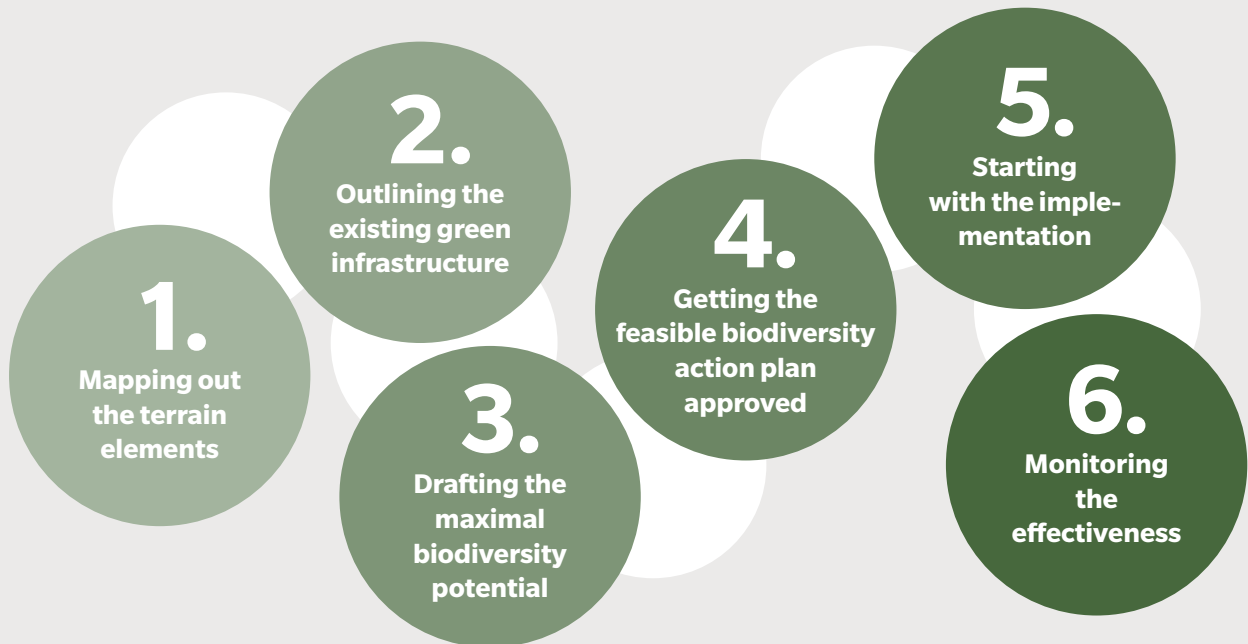 1.
Mapping out
the terrain
elements
2.
Outlining the
existing green
infrastructure
3.
Drafting the
maximal
biodiversity
potential
4.
Getting the
feasible biodiversity
action plan
approved
5.
Starting
with the imple-
mentation
6.
Monitoring
the
effectiveness